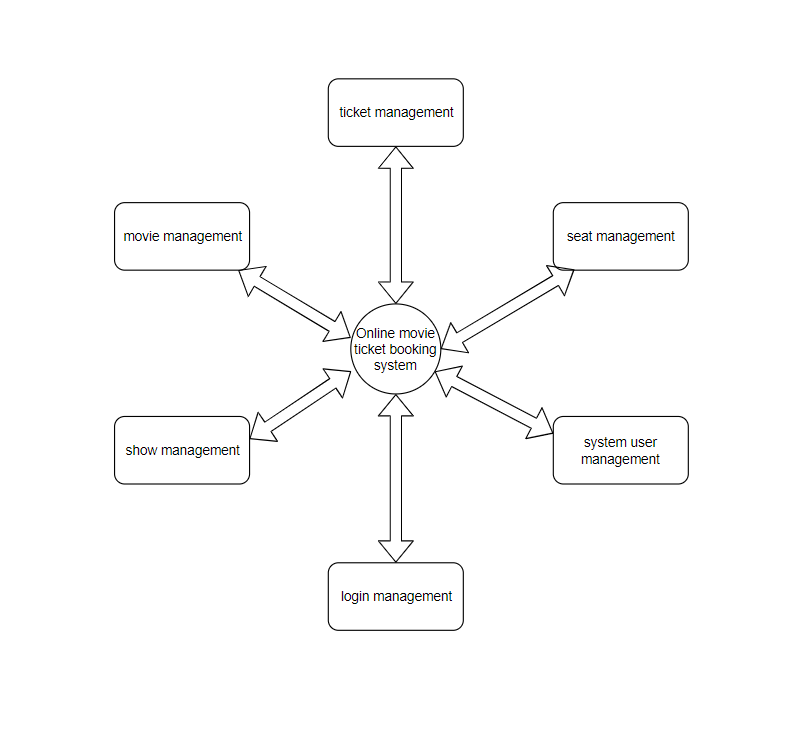 ticket management
movie management
seat management
Online movie
ticket booking
system
show management
system user
management
login management